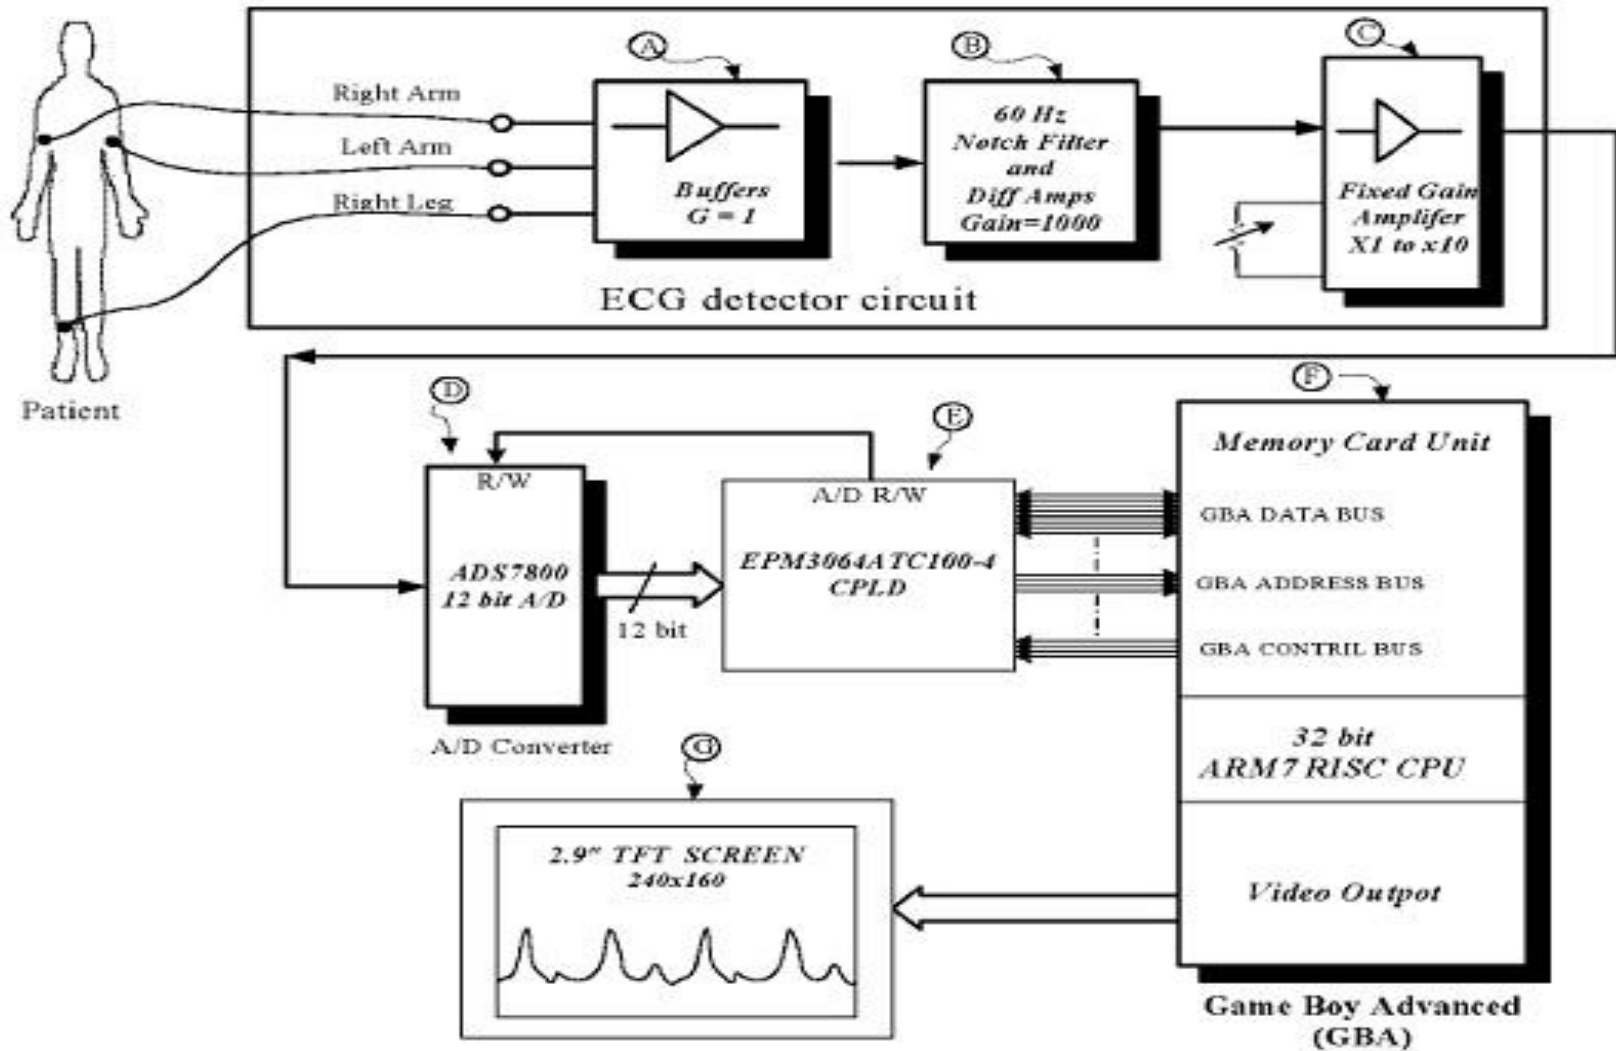 A
B
C
Right Arm
Left Arm
Right Leg
Buffers
G = 1
60 Hz
Notch Filter
and
Diff Amps
Gain=1000
Fixed Gain
Amplifer
X1 to x10
ECG detector circuit
Patient
D
E
F
R/W
ADS7800
12 bit A/D
12 bit
A/D R/W
EPM3064ATC100-4
CPLD
Memory Card Unit
GBA DATA BUS
GBA ADDRESS BUS
GBA CONTRIL BUS
A/D Converter
32 bit
ARM7 RISC CPU
G
2.9" TFT SCREEN
240x160
Video Outpot
Game Boy Advanced
(GBA)